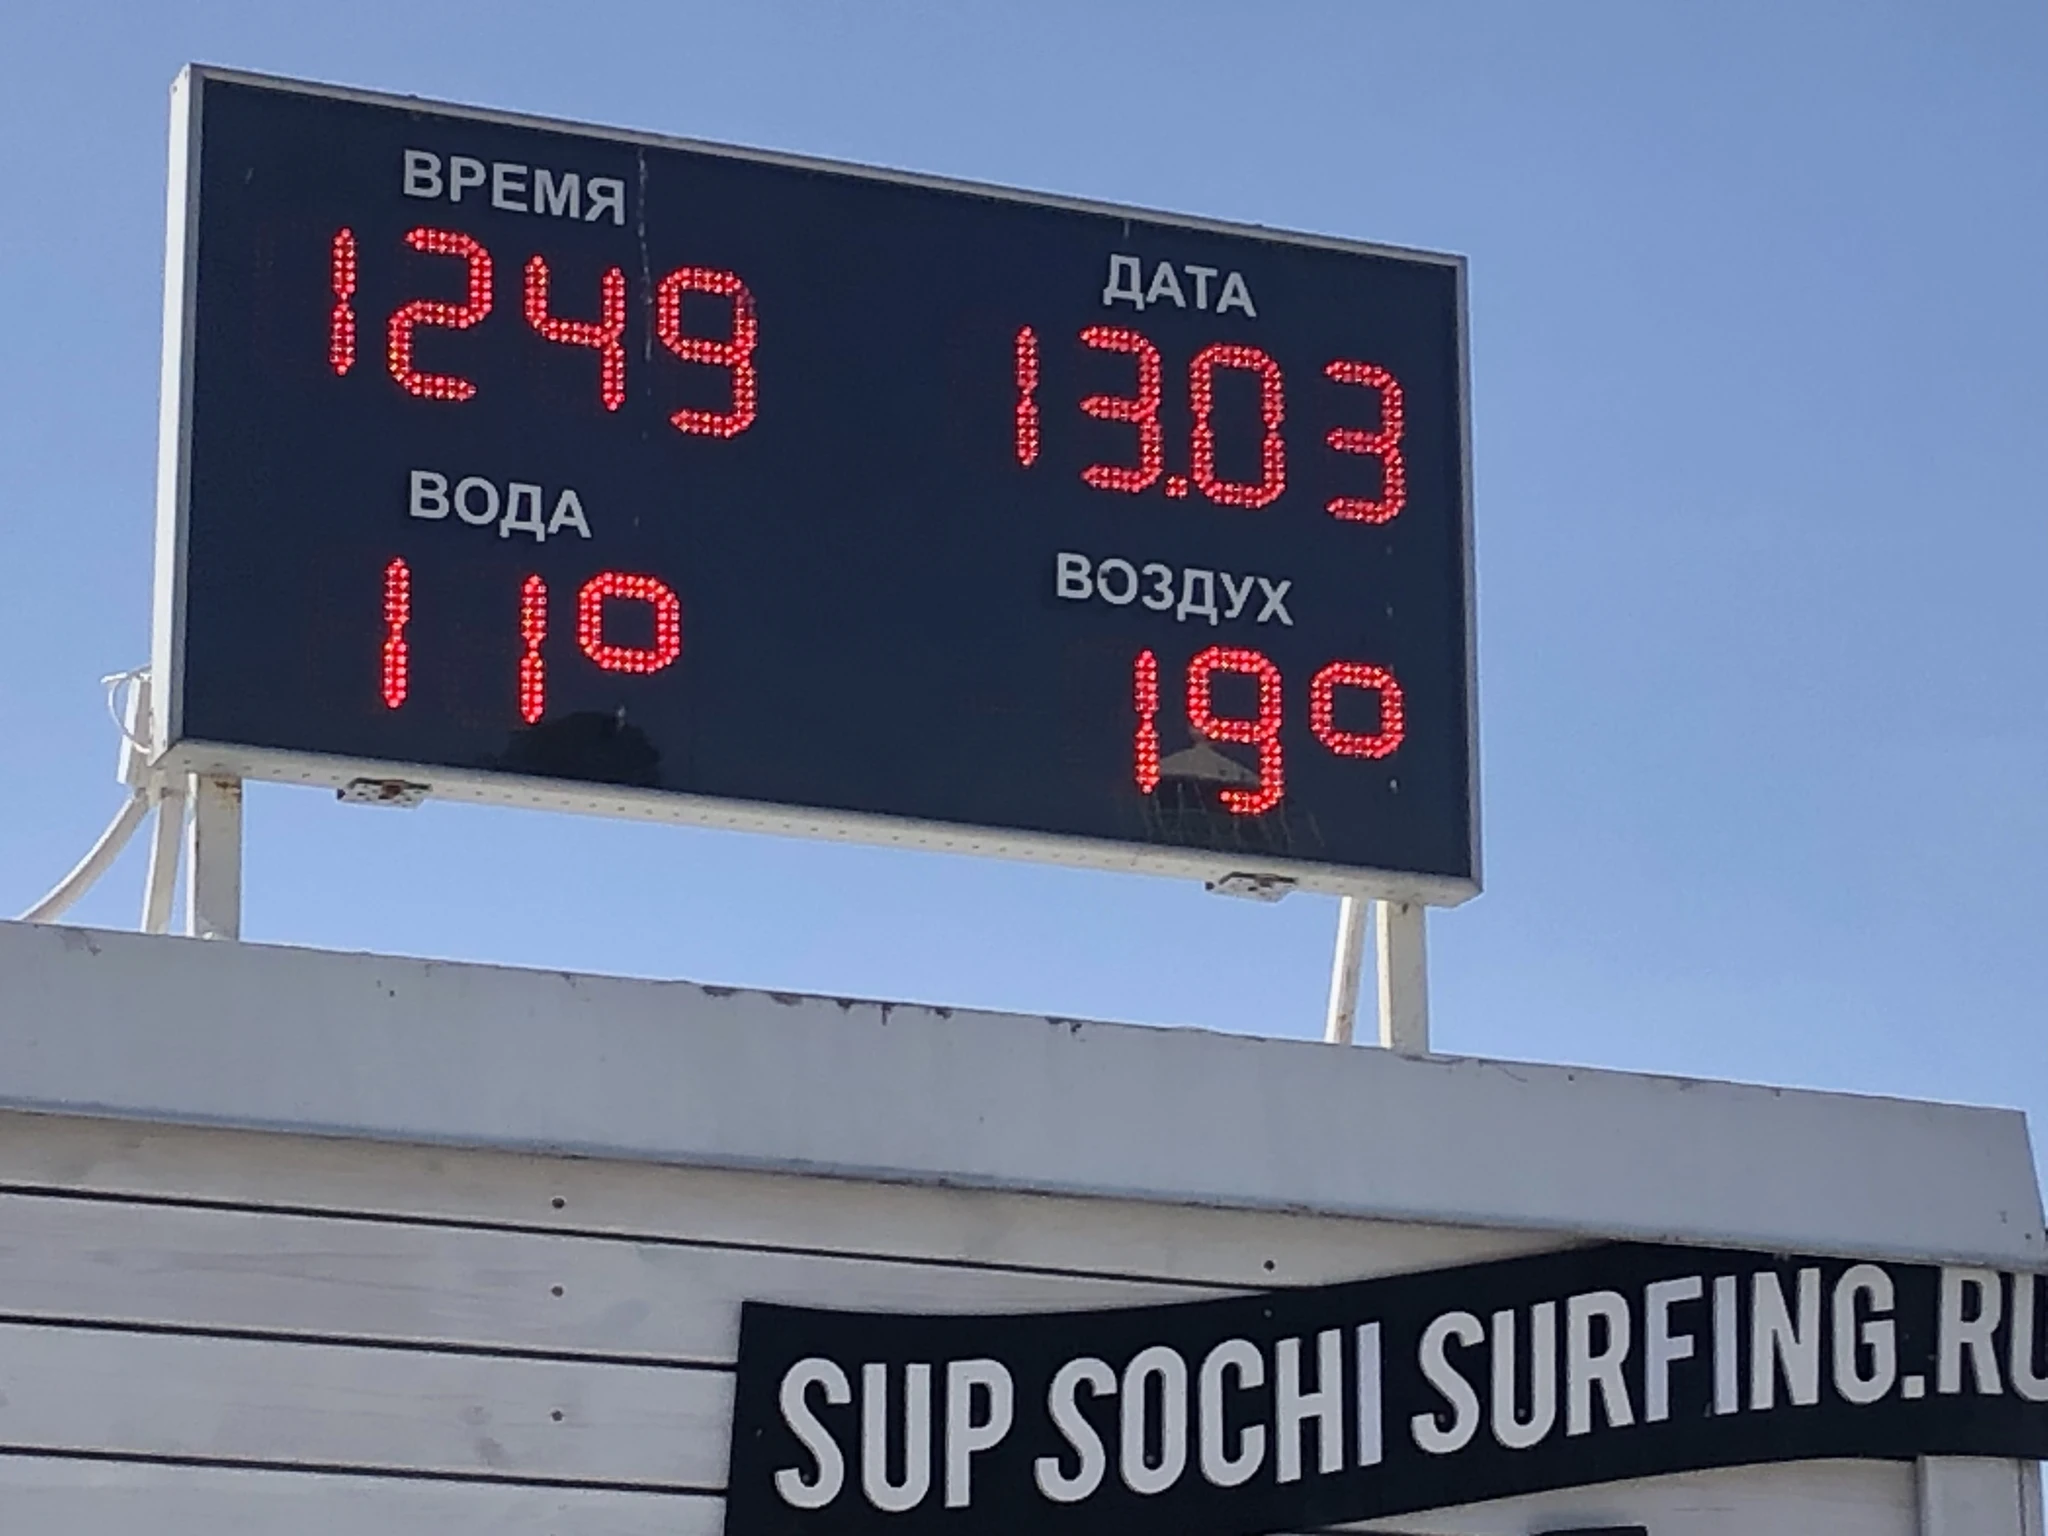 ВРЕМЯ
1249
ДАТА
13.03
ВОДА
11°
ВОЗДУХ
19°
SUP SOCHI SURFING.RU